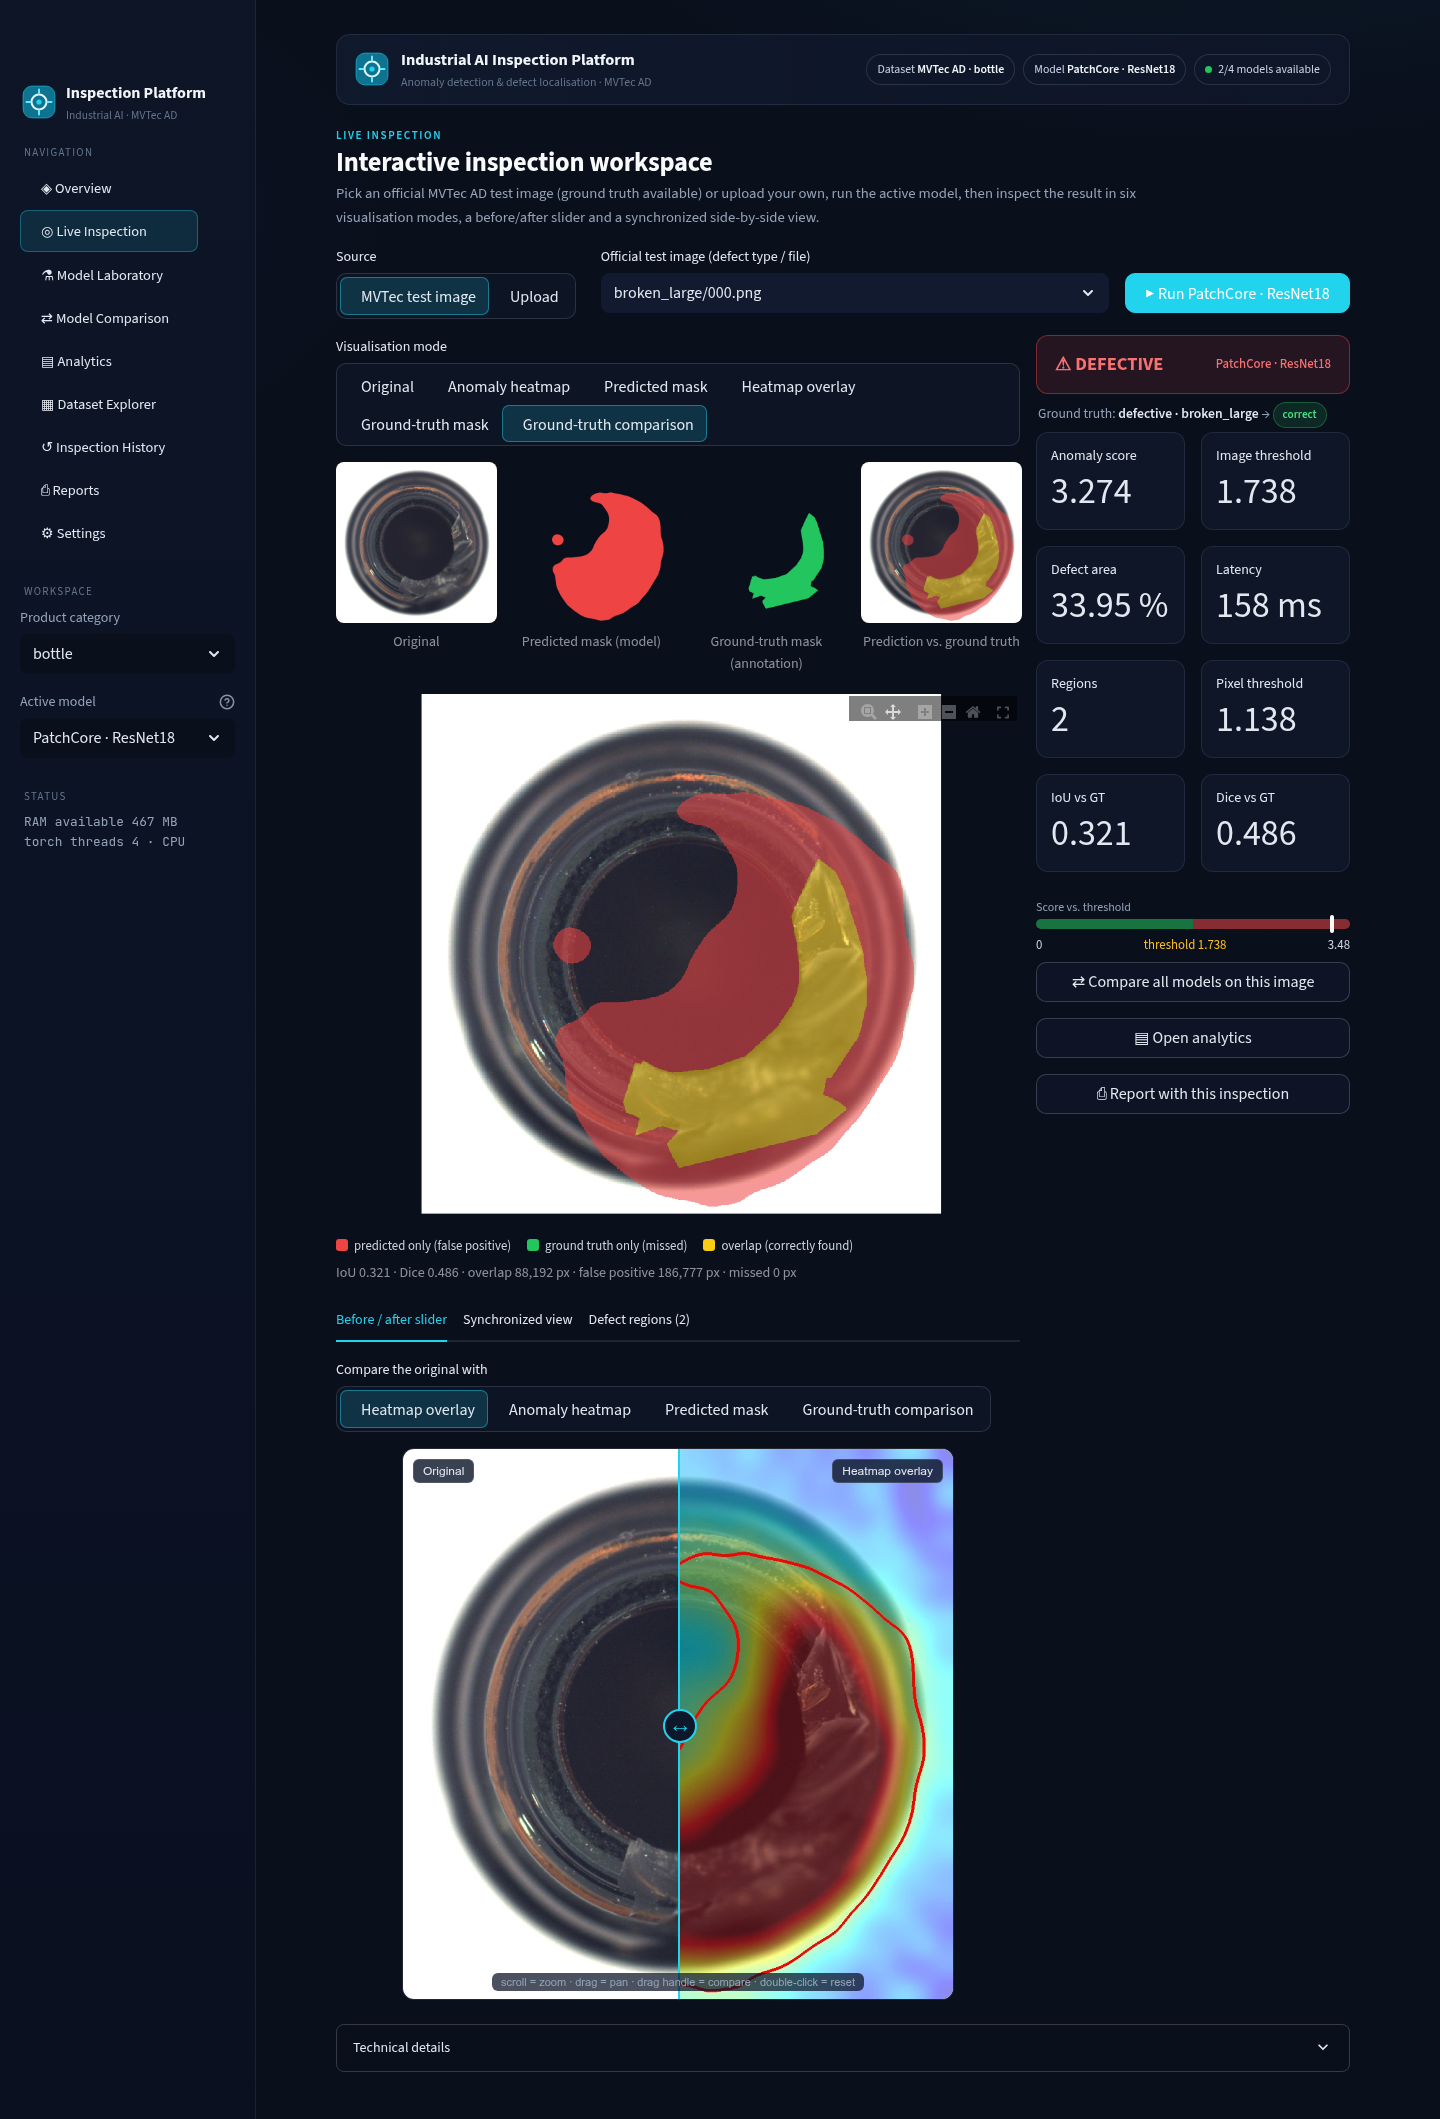 Inspection Platform
Industrial AI · MVTec AD
NAVIGATION
◈ Overview
◎ Live Inspection
⚗ Model Laboratory
⇄ Model Comparison
▤ Analytics
▦ Dataset Explorer
↺ Inspection History
⎙ Reports
⚙ Settings
WORKSPACE
Product category
bottle
Active model
PatchCore · ResNet18
STATUS
RAM available 467 MB
torch threads 4 · CPU
Industrial AI Inspection Platform
Anomaly detection & defect localisation · MVTec AD
Dataset MVTec AD · bottle
Model PatchCore · ResNet18
2/4 models available
LIVE INSPECTION
Interactive inspection workspace
Pick an official MVTec AD test image (ground truth available) or upload your own, run the active model, then inspect the result in six
visualisation modes, a before/after slider and a synchronized side-by-side view.
Source
MVTec test image Upload
Official test image (defect type / file)
broken_large/000.png
▶ Run PatchCore · ResNet18
Visualisation mode
Original Anomaly heatmap Predicted mask Heatmap overlay
Ground-truth mask Ground-truth comparison
Original
Predicted mask (model)
Ground-truth mask
(annotation)
Prediction vs. ground truth
predicted only (false positive) ground truth only (missed) overlap (correctly found)
IoU 0.321 · Dice 0.486 · overlap 88,192 px · false positive 186,777 px · missed 0 px
⚠ DEFECTIVE
PatchCore · ResNet18
Ground truth: defective · broken_large → correct
Anomaly score
3.274
Image threshold
1.738
Defect area
33.95 %
Latency
158 ms
Regions
2
Pixel threshold
1.138
IoU vs GT
0.321
Dice vs GT
0.486
Score vs. threshold
0 threshold 1.738 3.48
⇄ Compare all models on this image
▤ Open analytics
⎙ Report with this inspection
Before / after slider Synchronized view Defect regions (2)
Compare the original with
Heatmap overlay Anomaly heatmap Predicted mask Ground-truth comparison
Original
Heatmap overlay
scroll = zoom · drag = pan · drag handle = compare · double-click = reset
Technical details